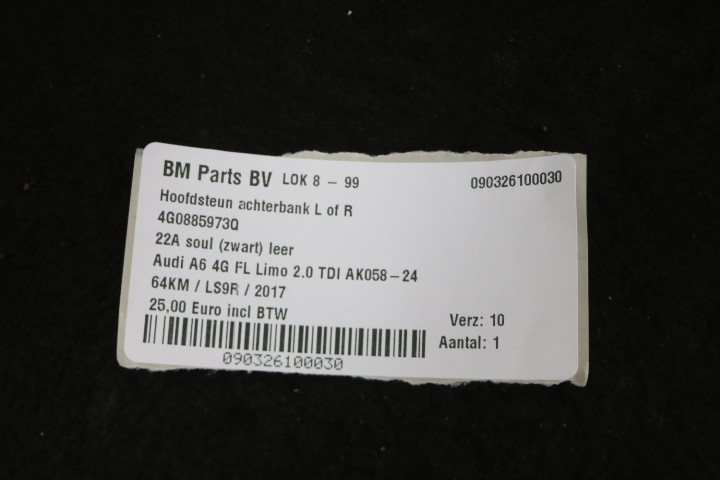 BM Parts BV LOK 8 - 99 090326100030
Hoofdsteun achterbank L of R
4G0885973Q
22A soul (zwart) leer
Audi A6 4G FL Limo 2.0 TDI AK058-24
64KM / LS9R / 2017
25,00 Euro incl BTW
Verz: 10
Aantal: 1
090326100030